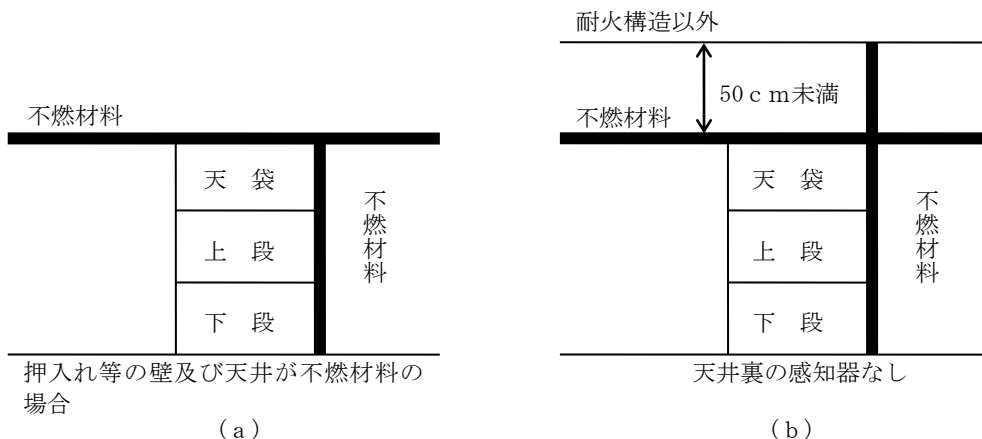 不燃材料
天 袋
上 段
下 段
不燃材料
押入れ等の壁及び天井が不燃材料の
場合
(a)
耐火構造以外
50cm未満
不燃材料
天 袋
上 段
下 段
不燃材料
天井裏の感知器なし
(b)